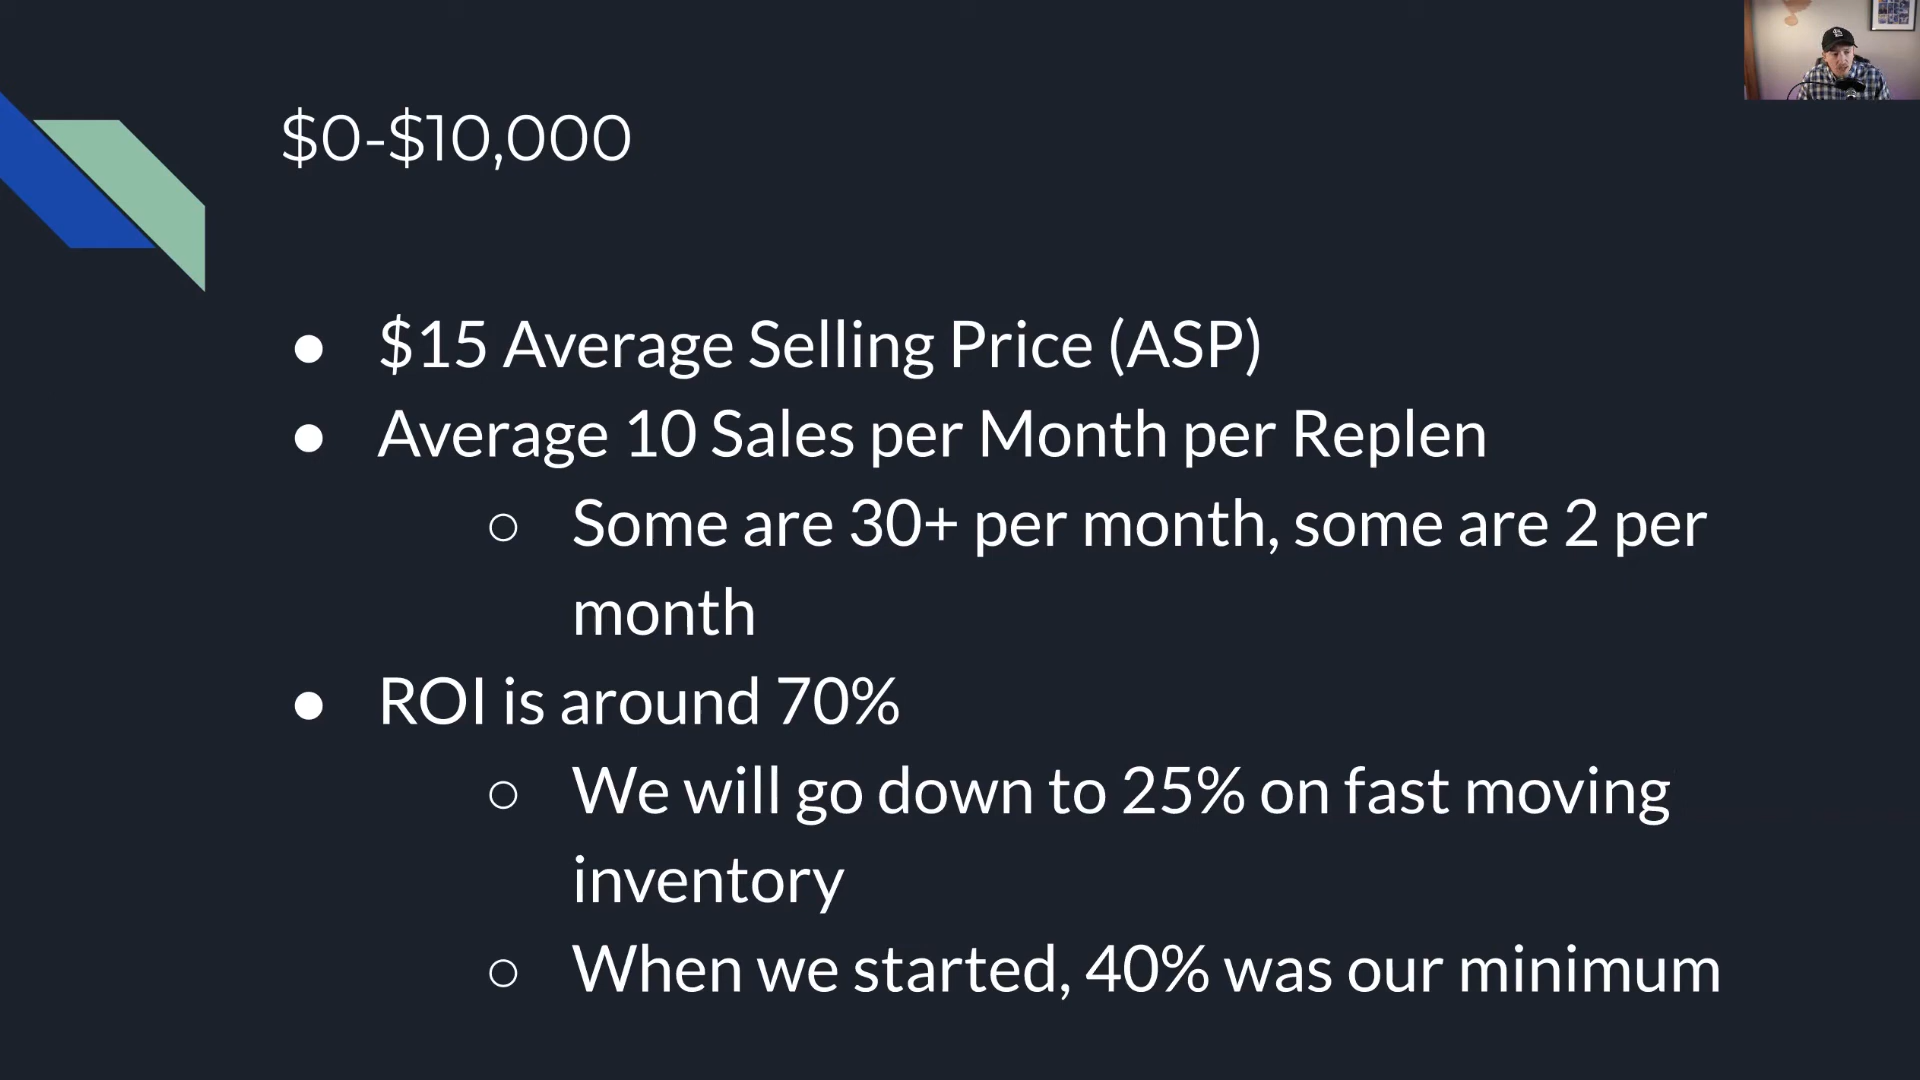 $0-$10,000
● $15 Average Selling Price (ASP)
● Average 10 Sales per Month per Replen
○ Some are 30+ per month, some are 2 per
month
● ROI is around 70%
○ We will go down to 25% on fast moving
inventory
○ When we started, 40% was our minimum